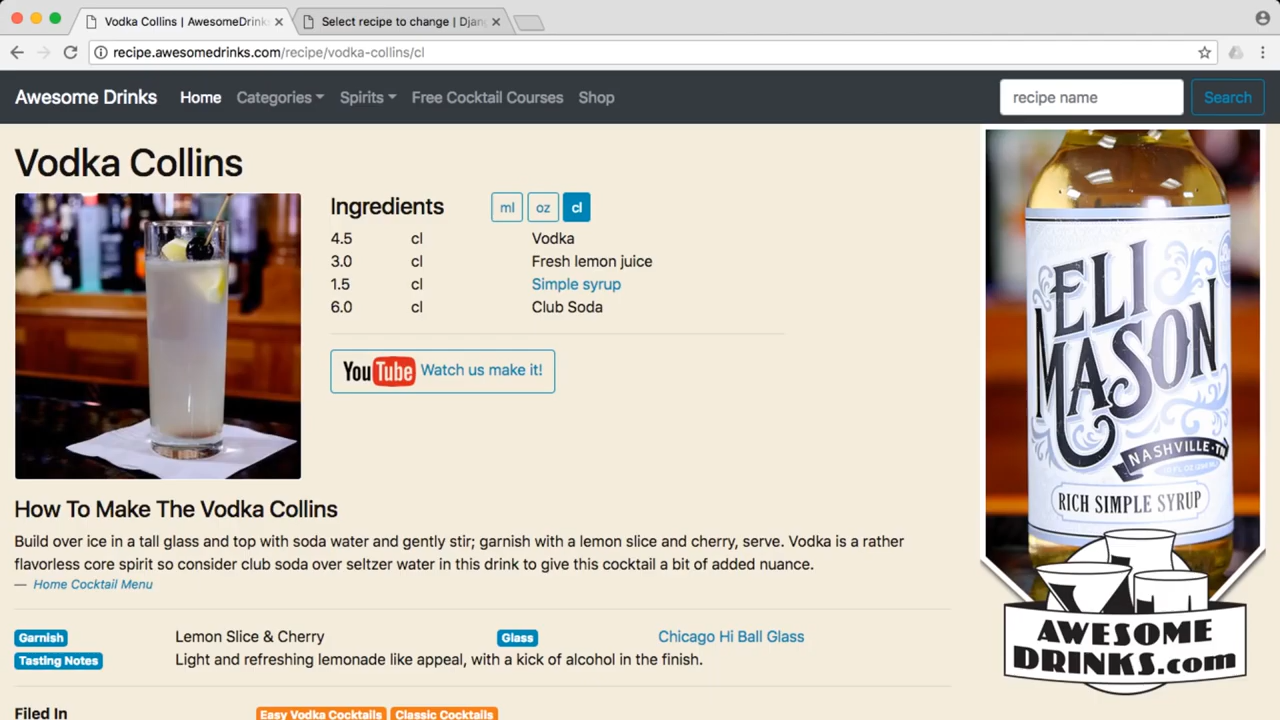 Vodka Collins | AwesomeDrink
Select recipe to change | Djan
recipe.awesomedrinks.com/recipe/vodka-collins/cl
Awesome Drinks Home Categories Spirits Free Cocktail Courses Shop
recipe name Search
Vodka Collins
Ingredients ml oz cl
4.5 cl Vodka
3.0 cl Fresh lemon juice
1.5 cl Simple syrup
6.0 cl Club Soda
YouTube Watch us make it!
How To Make The Vodka Collins
Build over ice in a tall glass and top with soda water and gently stir; garnish with a lemon slice and cherry, serve. Vodka is a rather
flavorless core spirit so consider club soda over seltzer water in this drink to give this cocktail a bit of added nuance.
— Home Cocktail Menu
Garnish Lemon Slice & Cherry Glass Chicago Hi Ball Glass
Tasting Notes Light and refreshing lemonade like appeal, with a kick of alcohol in the finish.
Filed In Easy Vodka Cocktails Classic Cocktails
ELI
MASON
NASHVILLE·TN
RICH SIMPLE SYRUP
AWESOME
DRINKS.com